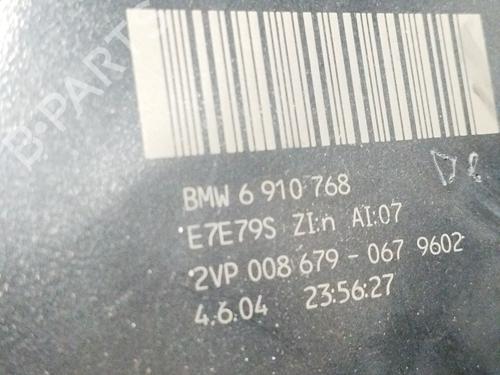 B-PARTS
BMW 6 910 768
E7E79S ZI:n AI:07
2VP 008 679 - 067 9602
4.6.04 23:56:27